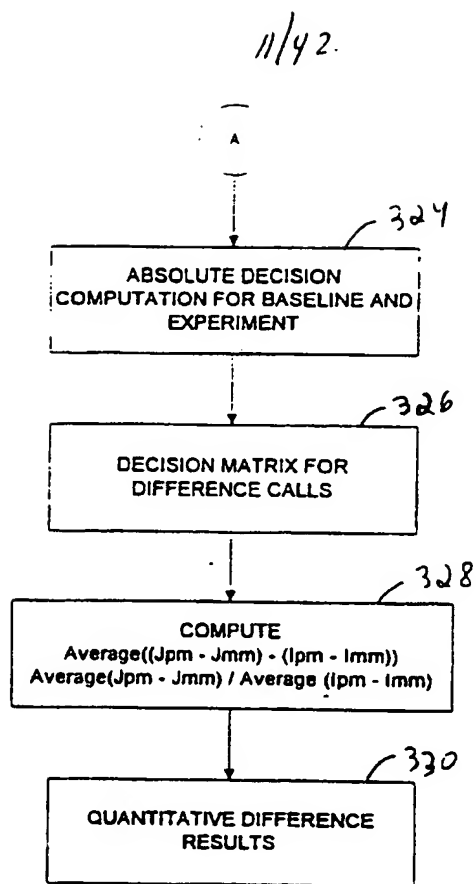 11/42.
A
324
ABSOLUTE DECISION
COMPUTATION FOR BASELINE AND
EXPERIMENT
326
DECISION MATRIX FOR
DIFFERENCE CALLS
328
COMPUTE
Average((Jpm - Jmm) - (Ipm - Imm))
Average(Jpm - Jmm) / Average (Ipm - Imm)
330
QUANTITATIVE DIFFERENCE
RESULTS